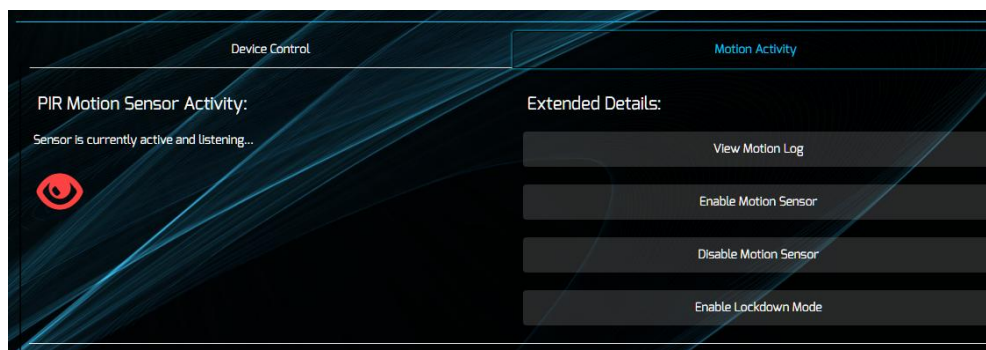 Device Control
Motion Activity
PIR Motion Sensor Activity:
Sensor is currently active and listening...
Extended Details:
View Motion Log
Enable Motion Sensor
Disable Motion Sensor
Enable Lockdown Mode